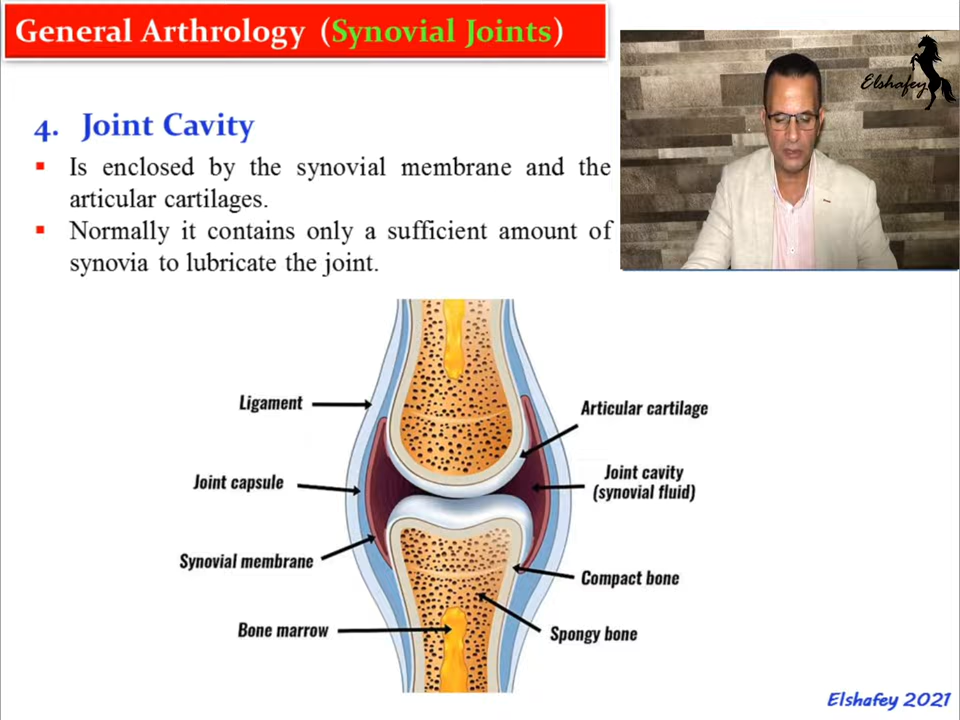 General Arthrology (Synovial Joints)
Elshafey
4. Joint Cavity
▪ Is enclosed by the synovial membrane and the
articular cartilages.
▪ Normally it contains only a sufficient amount of
synovia to lubricate the joint.
Ligament
Articular cartilage
Joint capsule
Joint cavity
(synovial fluid)
Synovial membrane
Compact bone
Bone marrow
Spongy bone
Elshafey 2021